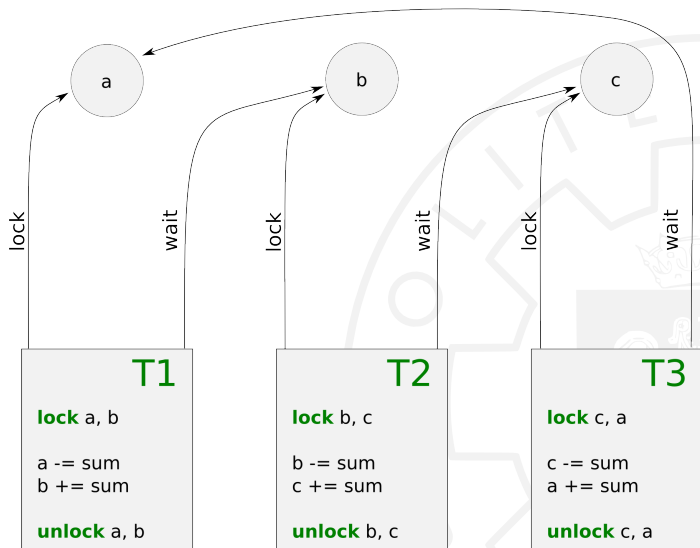 a
b
c
lock
wait
lock
wait
lock
wait
T1
lock a, b
a -= sum
b += sum
unlock a, b
T2
lock b, c
b -= sum
c += sum
unlock b, c
T3
lock c, a
c -= sum
a += sum
unlock c, a